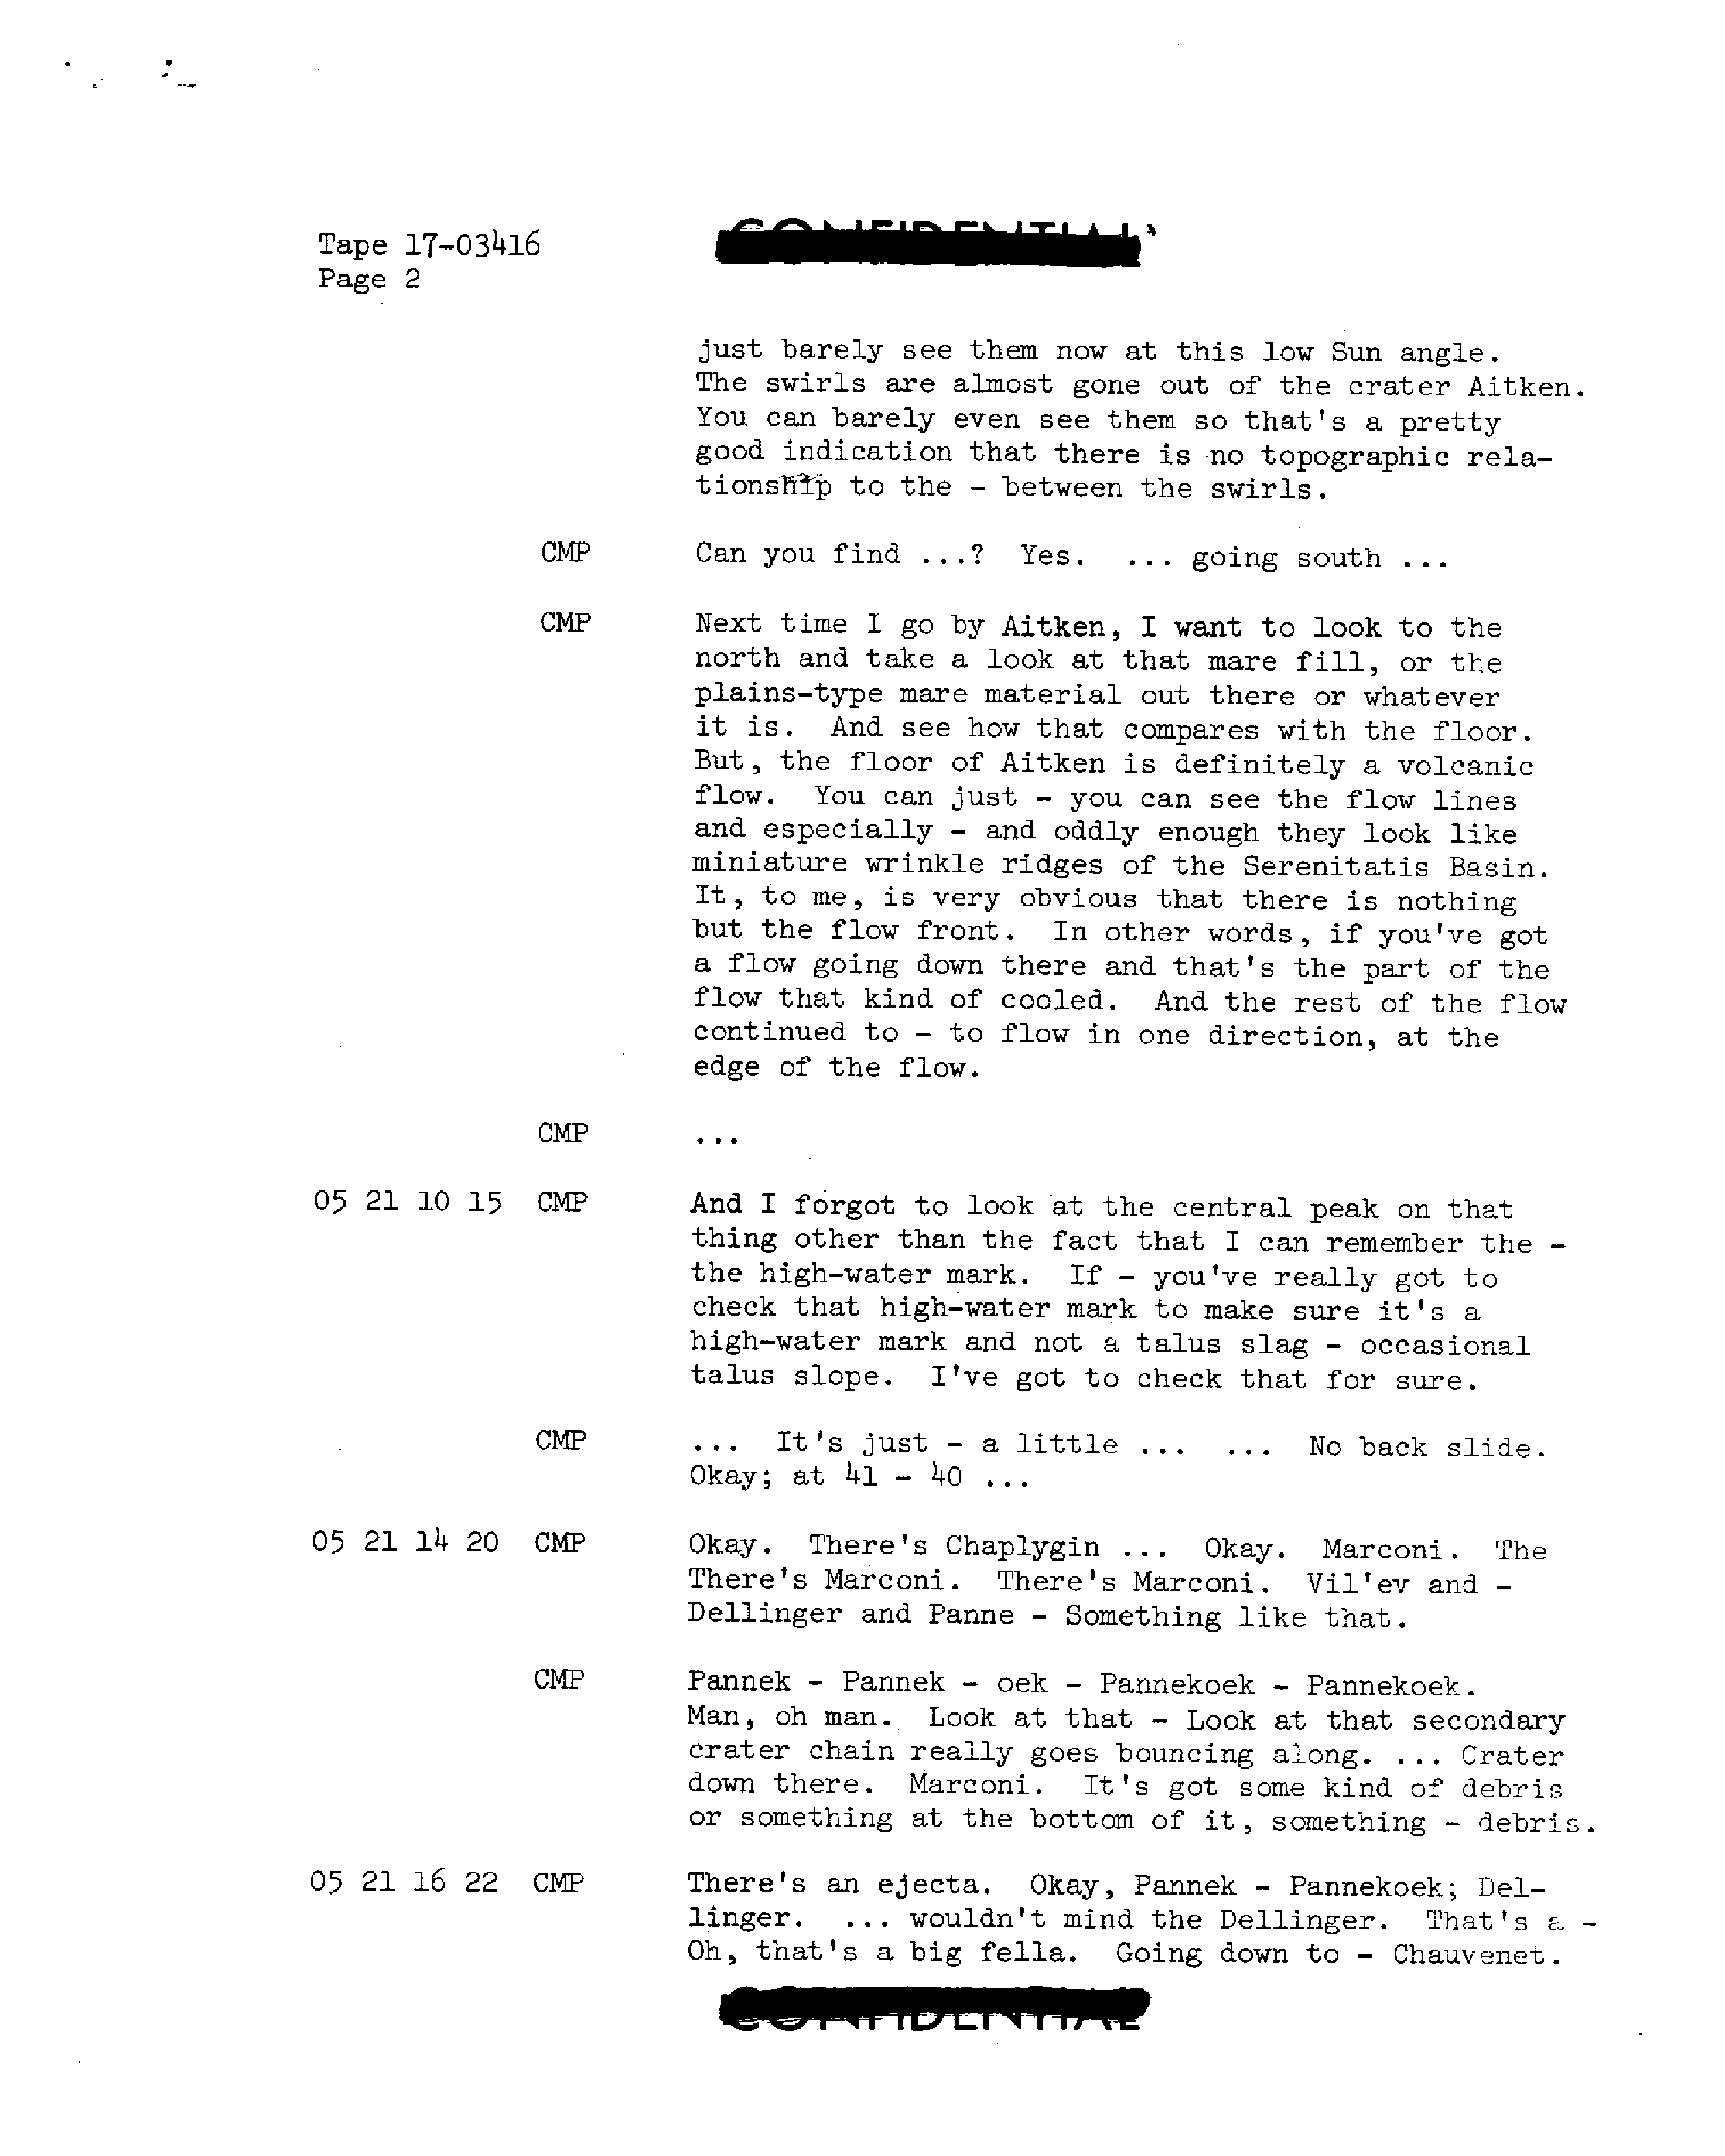 Tape 17-03416
Page 2
CONFIDENTIAL
just barely see them now at this low Sun angle.
The swirls are almost gone out of the crater Aitken.
You can barely even see them so that's a pretty
good indication that there is no topographic rela-
tionship to the - between the swirls.
CMP Can you find ...? Yes. ... going south ...
CMP Next time I go by Aitken, I want to look to the
north and take a look at that mare fill, or the
plains-type mare material out there or whatever
it is. And see how that compares with the floor.
But, the floor of Aitken is definitely a volcanic
flow. You can just - you can see the flow lines
and especially - and oddly enough they look like
miniature wrinkle ridges of the Serenitatis Basin.
It, to me, is very obvious that there is nothing
but the flow front. In other words, if you've got
a flow going down there and that's the part of the
flow that kind of cooled. And the rest of the flow
continued to - to flow in one direction, at the
edge of the flow.
CMP ...
05 21 10 15 CMP And I forgot to look at the central peak on that
thing other than the fact that I can remember the -
the high-water mark. If - you've really got to
check that high-water mark to make sure it's a
high-water mark and not a talus slag - occasional
talus slope. I've got to check that for sure.
CMP ... It's just - a little ... ... No back slide.
Okay; at 41 - 40 ...
05 21 14 20 CMP Okay. There's Chaplygin ... Okay. Marconi. The
There's Marconi. There's Marconi. Vil'ev and -
Dellinger and Panne - Something like that.
CMP Pannek - Pannek - oek - Pannekoek - Pannekoek.
Man, oh man. Look at that - Look at that secondary
crater chain really goes bouncing along. ... Crater
down there. Marconi. It's got some kind of debris
or something at the bottom of it, something - debris.
05 21 16 22 CMP There's an ejecta. Okay, Pannek - Pannekoek; Del-
linger. ... wouldn't mind the Dellinger. That's a -
Oh, that's a big fella. Going down to - Chauvenet.
CONFIDENTIAL